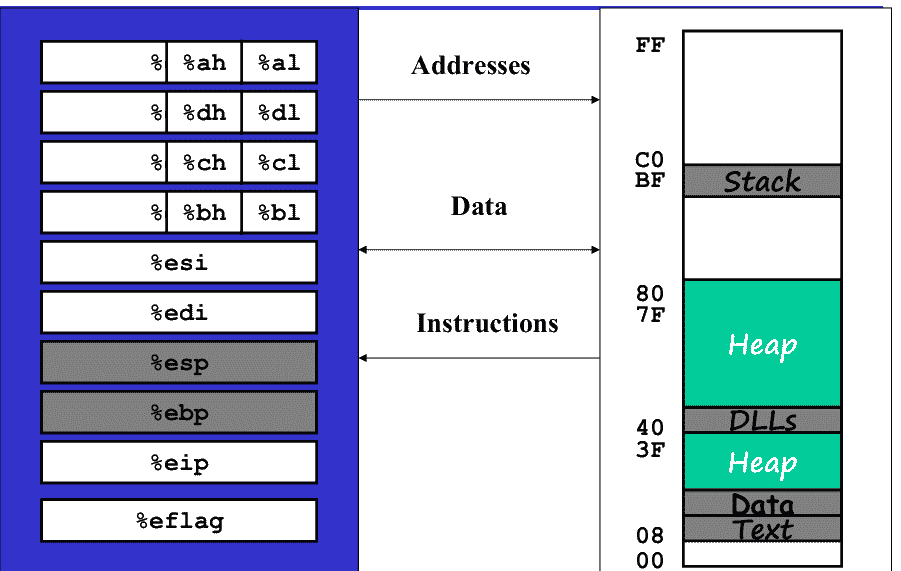 % %ah %al
% %dh %dl
% %ch %cl
% %bh %bl
%esi
%edi
%esp
%ebp
%eip
%eflag
Addresses
Data
Instructions
FF
C0
BF
Stack
80
7F
Heap
DLLs
40
3F
Heap
Data
Text
08
00